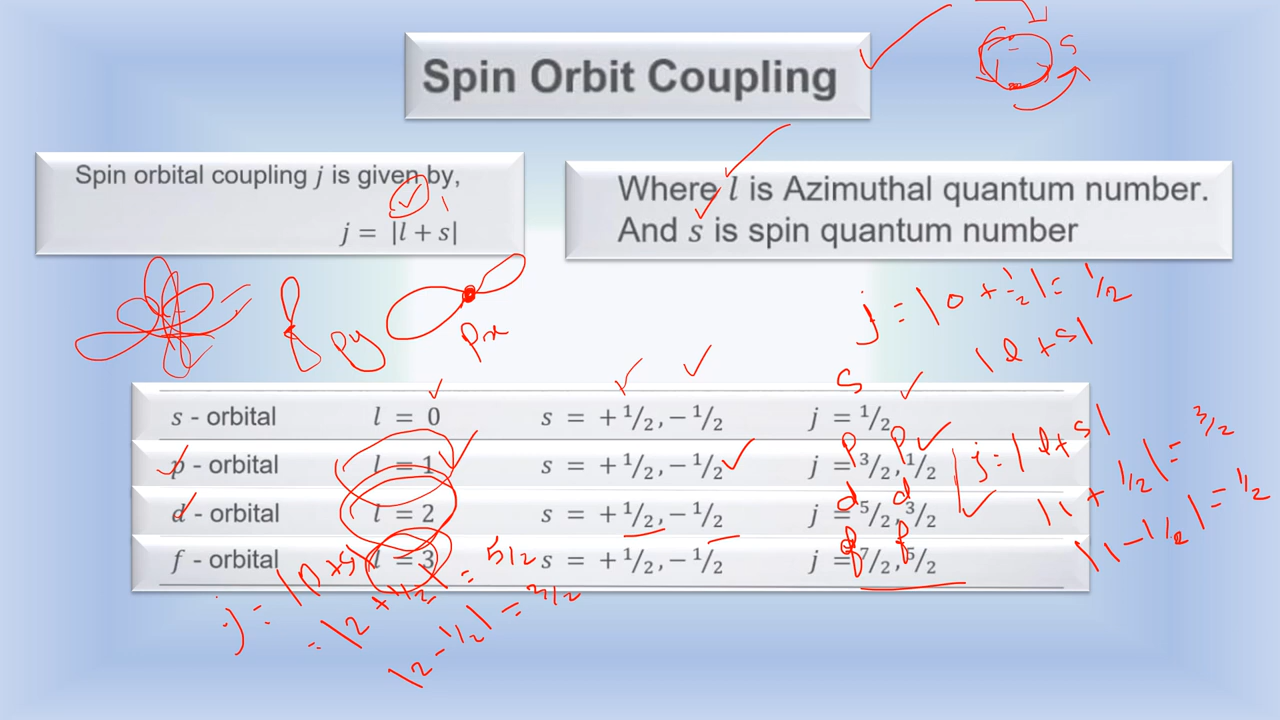 Spin Orbit Coupling
s
Spin orbital coupling j is given by,
j = |l + s|
Where l is Azimuthal quantum number.
And s is spin quantum number
py
px
j = |0 + 1/2| = 1/2
|l + s|
s
s - orbital l = 0 s = + 1/2, − 1/2 j = 1/2
p p
p - orbital l = 1 s = + 1/2, − 1/2 j = 3/2, 1/2
j = |l + s|
|1 + 1/2| = 3/2
|1 − 1/2| = 1/2
d d
d - orbital l = 2 s = + 1/2, − 1/2 j = 5/2, 3/2
f f
f - orbital l = 3 s = + 1/2, − 1/2 j = 7/2, 5/2
j = |l + s|
= |2 + 1/2| = 5/2
|2 − 1/2| = 3/2